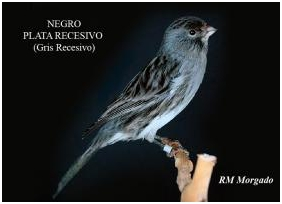 NEGRO
PLATA RECESIVO
(Gris Recesivo)
RM Morgado